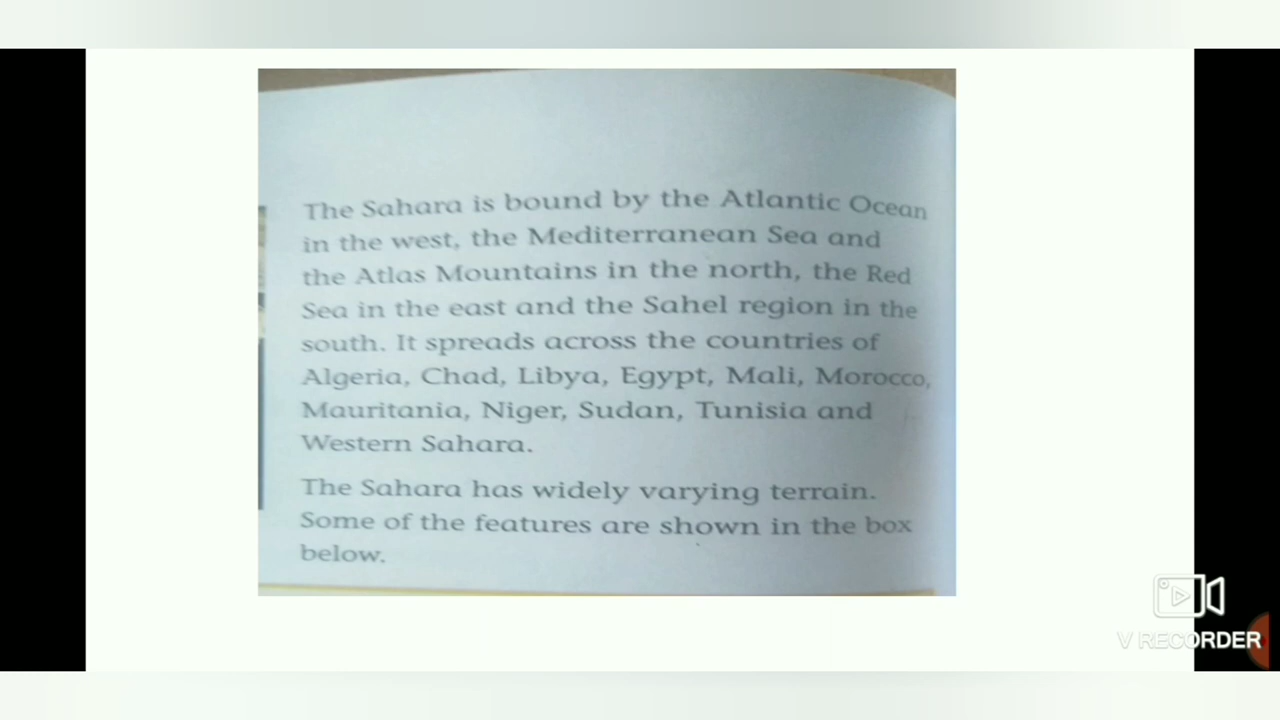 The Sahara is bound by the Atlantic Ocean
in the west, the Mediterranean Sea and
the Atlas Mountains in the north, the Red
Sea in the east and the Sahel region in the
south. It spreads across the countries of
Algeria, Chad, Libya, Egypt, Mali, Morocco,
Mauritania, Niger, Sudan, Tunisia and
Western Sahara.
The Sahara has widely varying terrain.
Some of the features are shown in the box
below.
V RECORDER